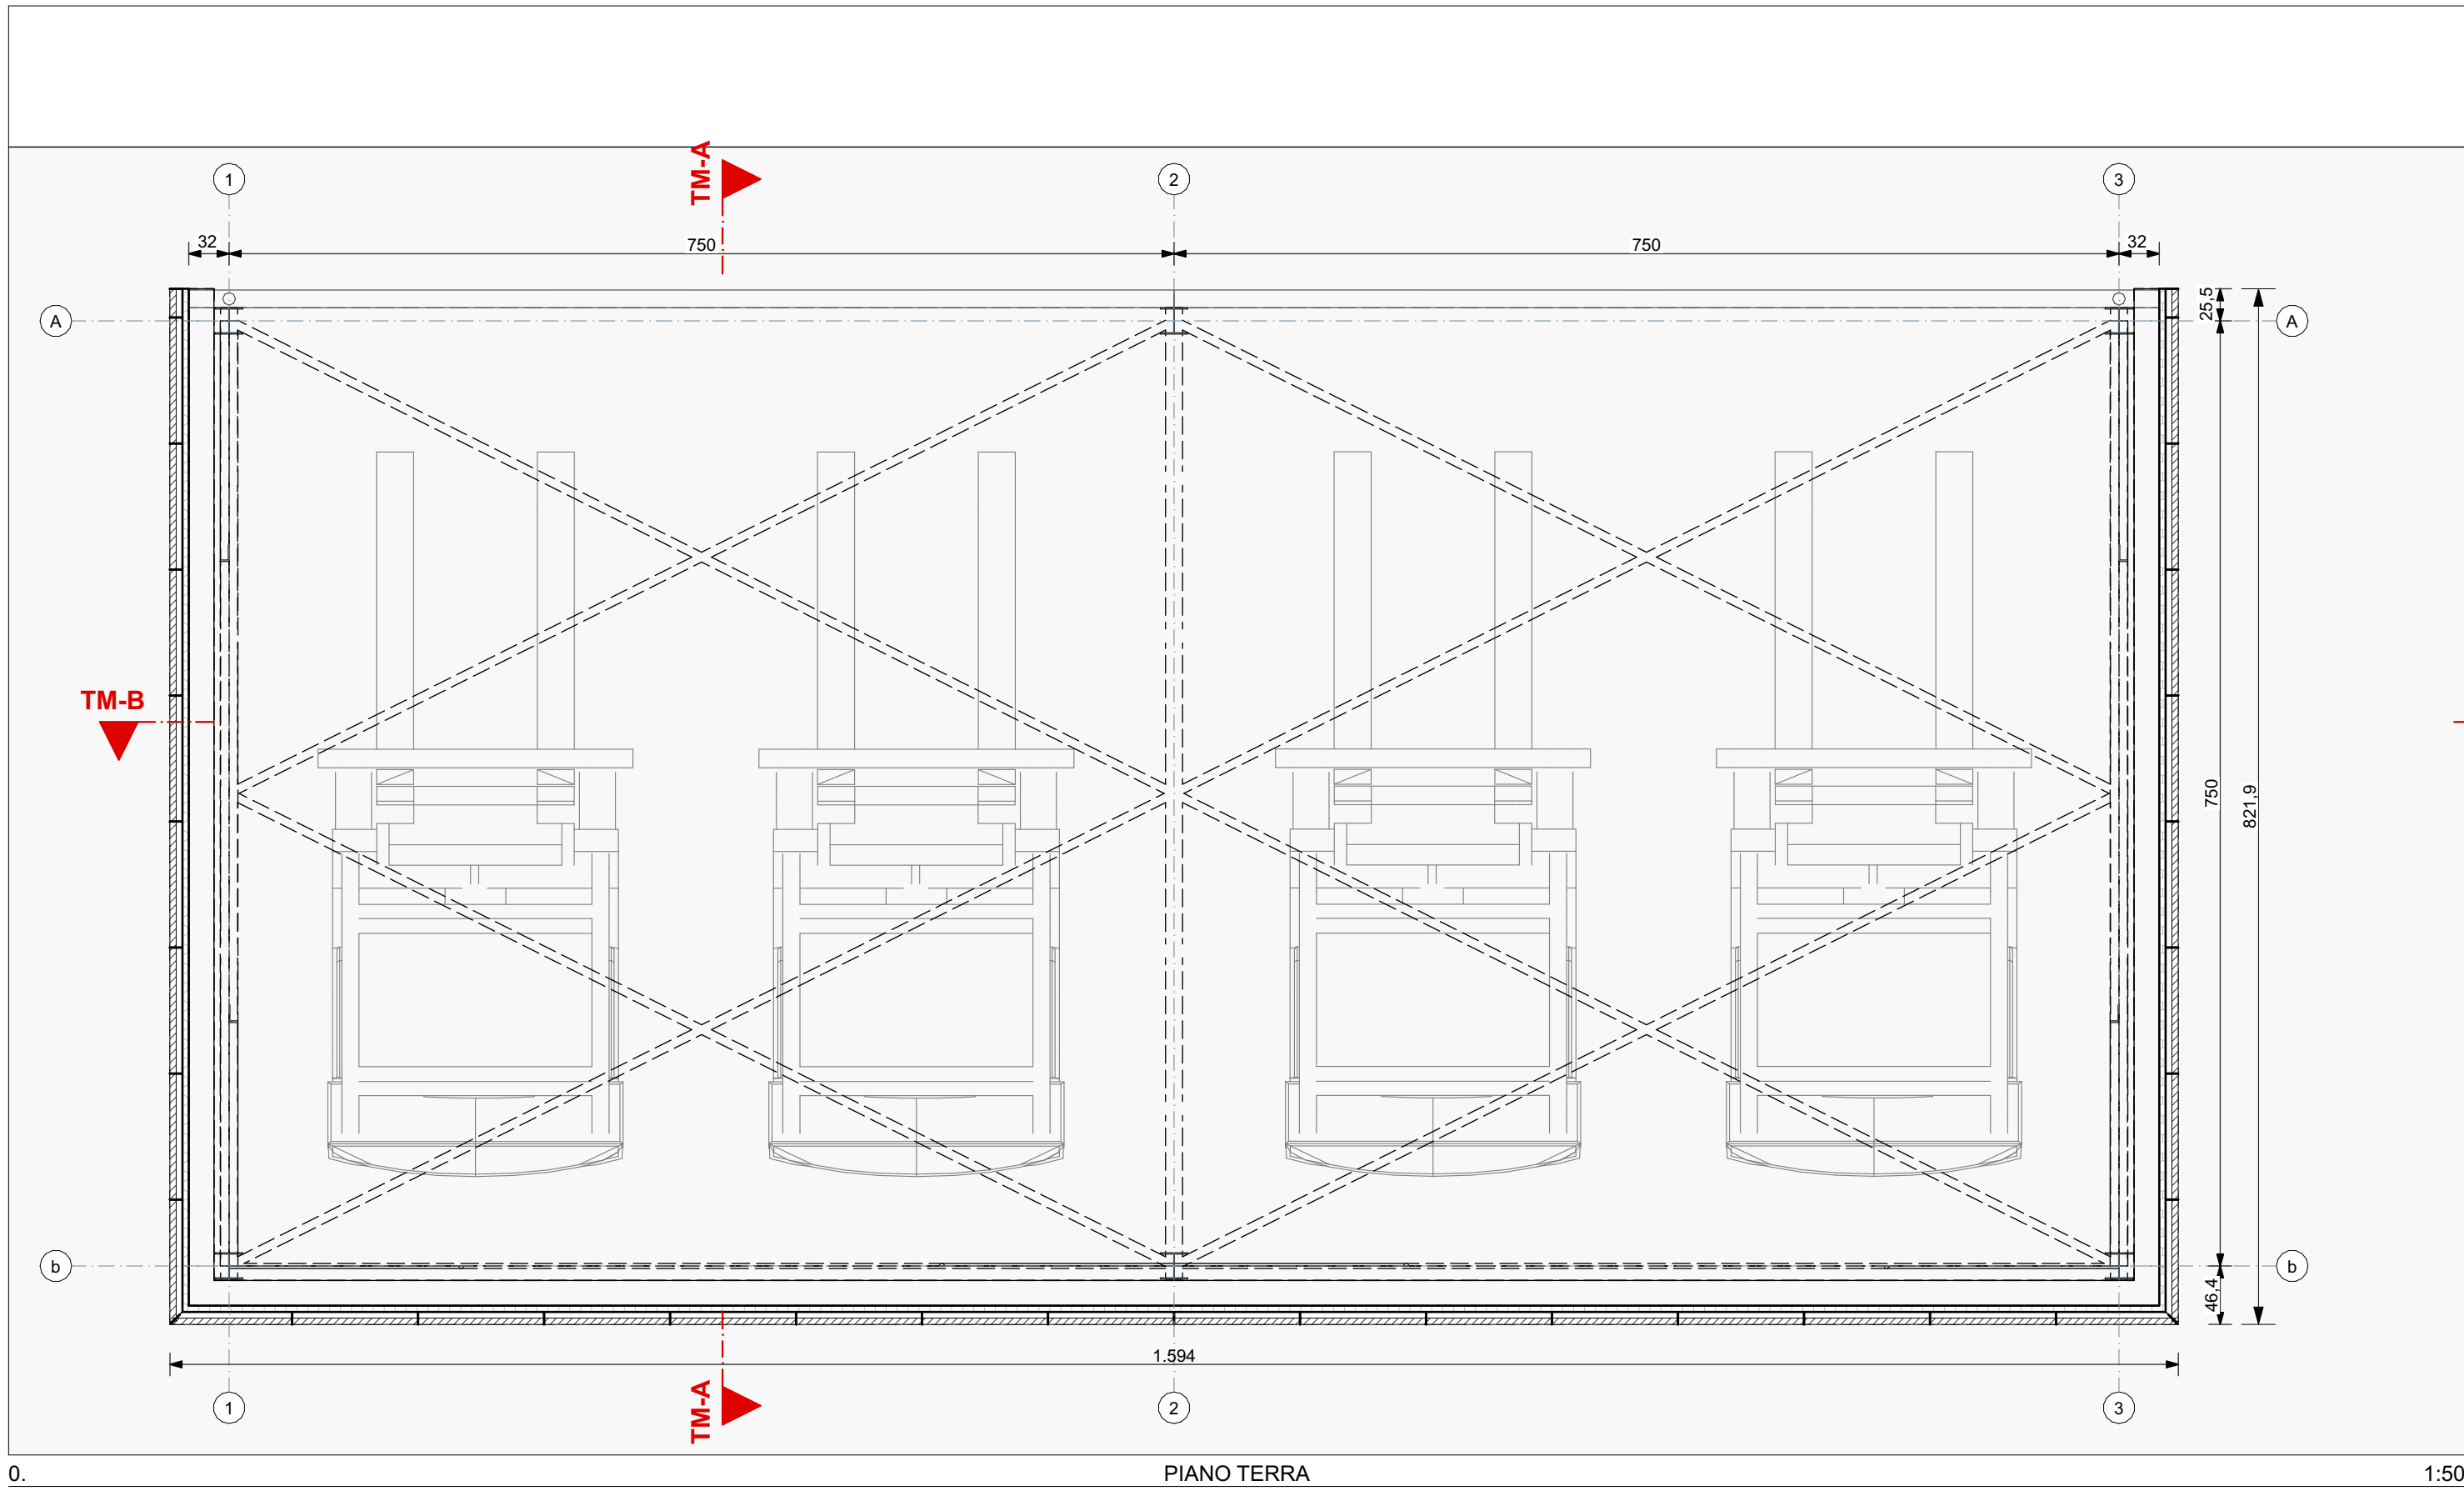 TM-A
1 2 3
32 750 750 32
A 25,5 A
TM-B
750 821,9
b b
46,4
1.594
TM-A
1 2 3
0. PIANO TERRA 1:50